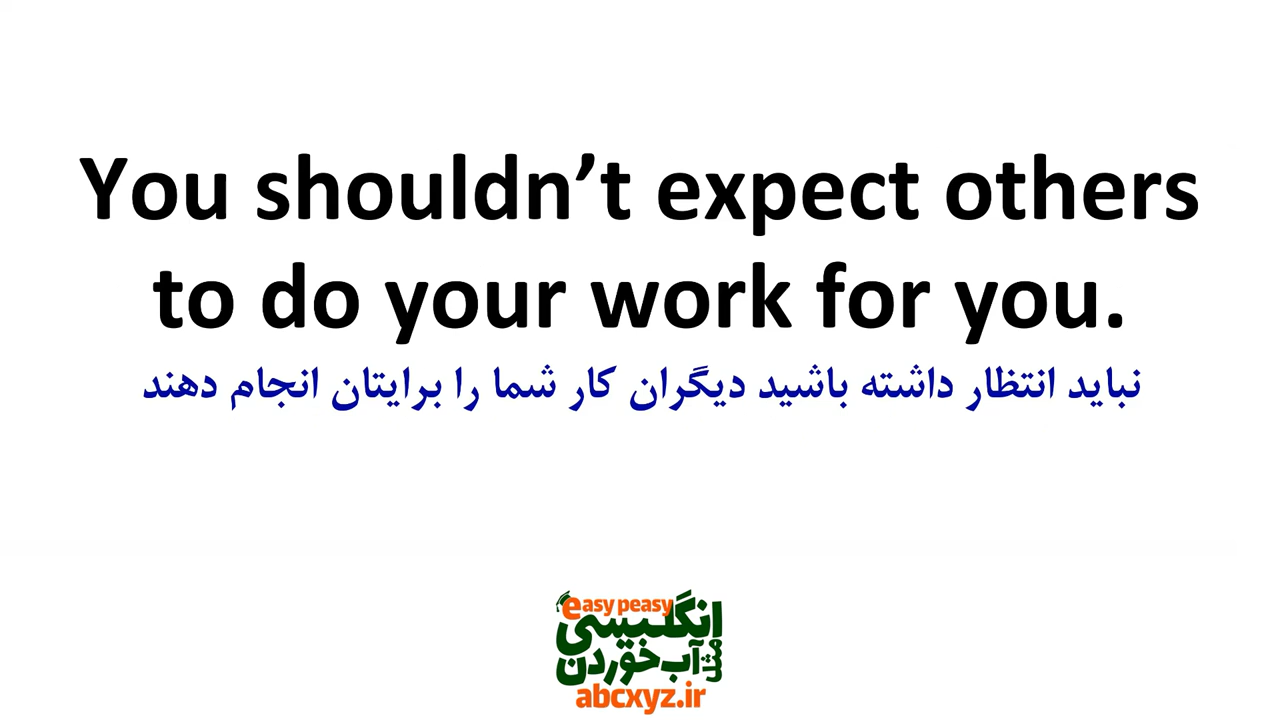 You shouldn’t expect others
to do your work for you.
نباید انتظار داشته باشید دیگران کار شما را برایتان انجام دهند
easy peasy
انگلیسی
مثل آب خوردن
abcxyz.ir